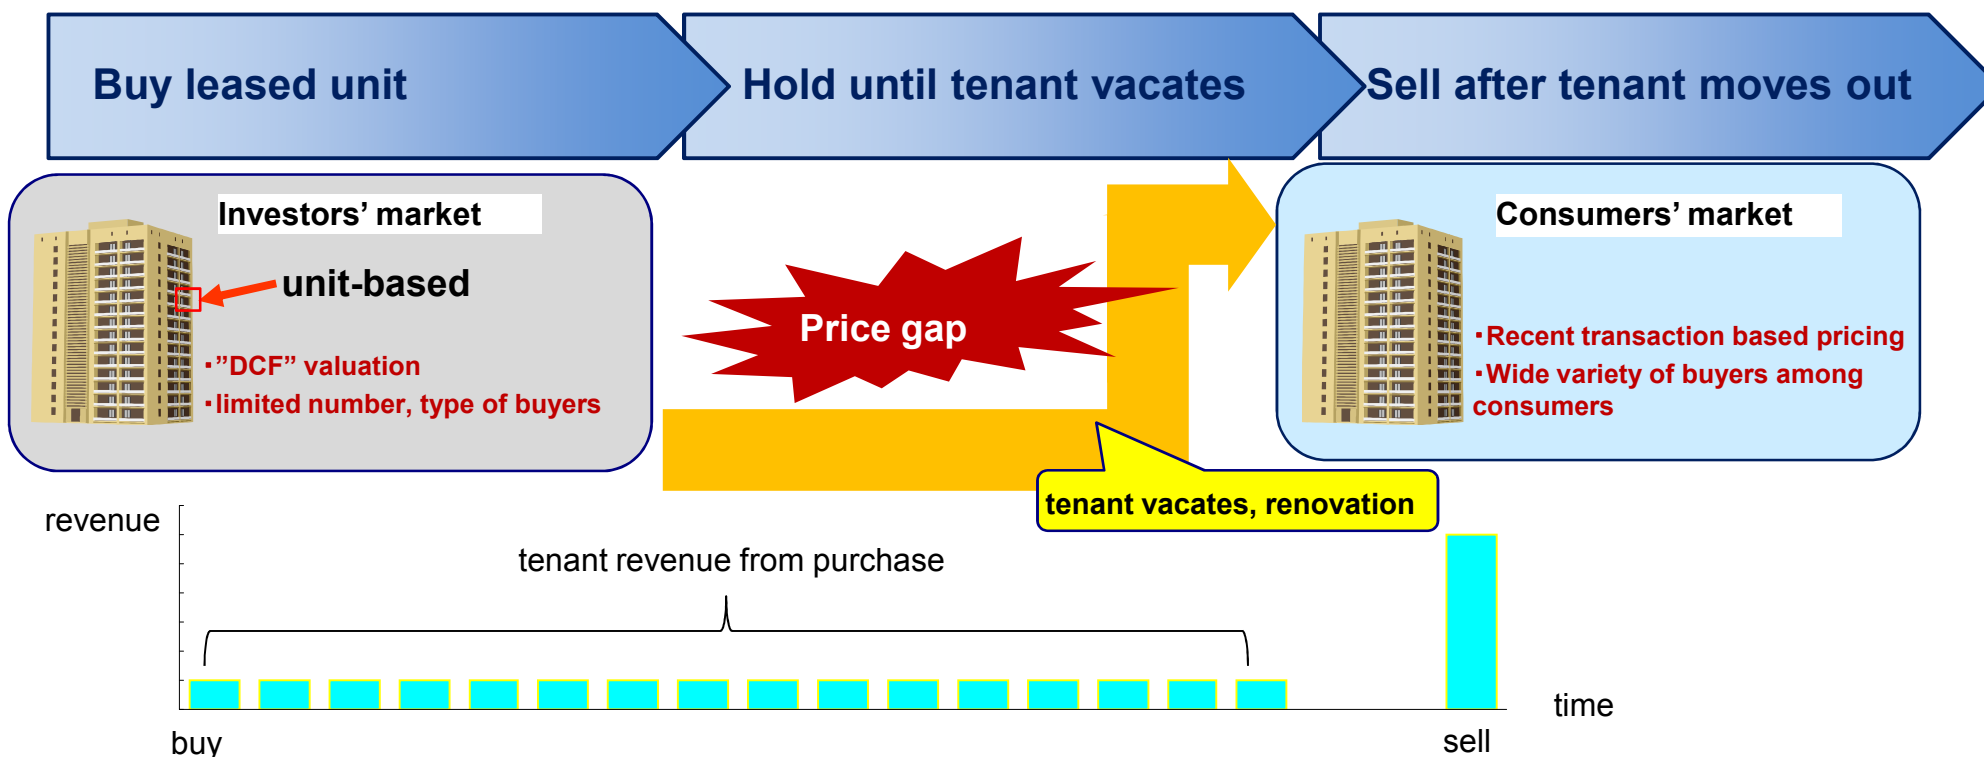 Buy leased unit
Hold until tenant vacates
Sell after tenant moves out
Investors’ market
unit-based
・”DCF” valuation
・limited number, type of buyers
Price gap
Consumers’ market
・Recent transaction based pricing
・Wide variety of buyers among
consumers
tenant vacates, renovation
revenue
tenant revenue from purchase
time
buy
sell